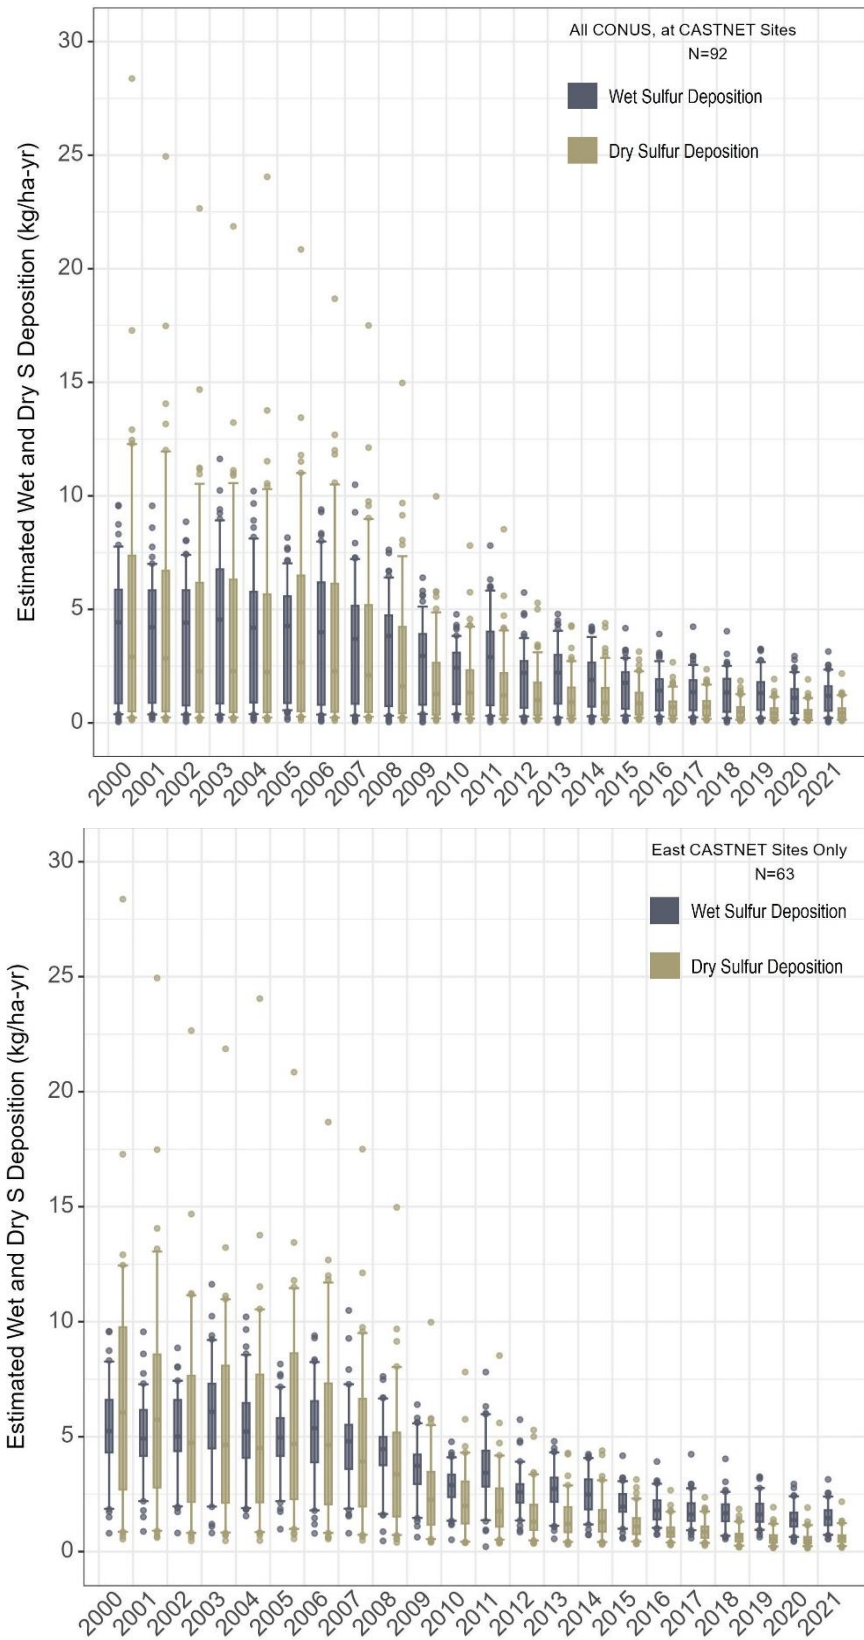 All CONUS, at CASTNET Sites
N=92
Wet Sulfur Deposition
Dry Sulfur Deposition
Estimated Wet and Dry S Deposition (kg/ha-yr)
30
25
20
15
10
5
0
2000 2001 2002 2003 2004 2005 2006 2007 2008 2009 2010 2011 2012 2013 2014 2015 2016 2017 2018 2019 2020 2021
East CASTNET Sites Only
N=63
Wet Sulfur Deposition
Dry Sulfur Deposition
Estimated Wet and Dry S Deposition (kg/ha-yr)
30
25
20
15
10
5
0
2000 2001 2002 2003 2004 2005 2006 2007 2008 2009 2010 2011 2012 2013 2014 2015 2016 2017 2018 2019 2020 2021